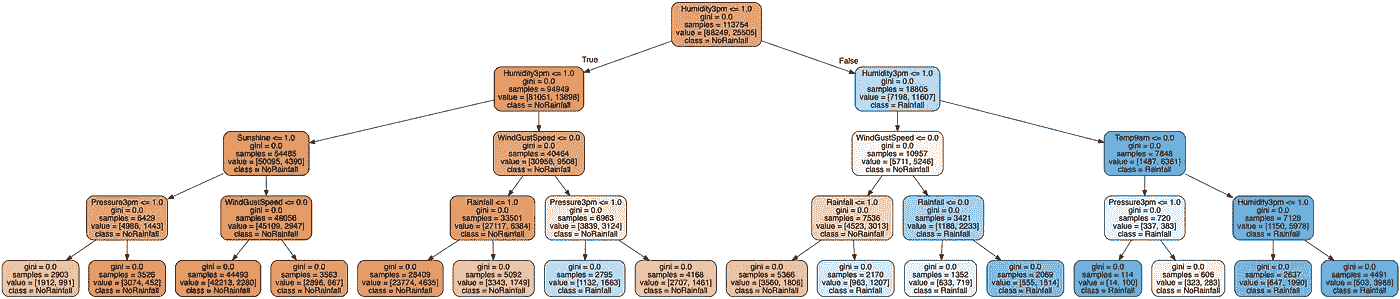 Humidity3pm <= 1.0
gini = 0.0
samples = 113754
value = [88249, 25505]
class = NoRainfall
True
False
Humidity3pm <= 1.0
gini = 0.0
samples = 94949
value = [81051, 13898]
class = NoRainfall
Humidity3pm <= 1.0
gini = 0.0
samples = 18805
value = [7198, 11607]
class = Rainfall
Sunshine <= 1.0
gini = 0.0
samples = 54485
value = [50095, 4390]
class = NoRainfall
WindGustSpeed <= 0.0
gini = 0.0
samples = 40464
value = [30956, 9508]
class = NoRainfall
WindGustSpeed <= 0.0
gini = 0.0
samples = 10957
value = [5711, 5246]
class = NoRainfall
Temp9am <= 0.0
gini = 0.0
samples = 7848
value = [1487, 6361]
class = Rainfall
Pressure3pm <= 1.0
gini = 0.0
samples = 6429
value = [4986, 1443]
class = NoRainfall
WindGustSpeed <= 0.0
gini = 0.0
samples = 48056
value = [45109, 2947]
class = NoRainfall
Rainfall <= 1.0
gini = 0.0
samples = 33501
value = [27117, 6384]
class = NoRainfall
Pressure3pm <= 1.0
gini = 0.0
samples = 6963
value = [3839, 3124]
class = NoRainfall
Rainfall <= 1.0
gini = 0.0
samples = 7536
value = [4523, 3013]
class = NoRainfall
Rainfall <= 0.0
gini = 0.0
samples = 3421
value = [1188, 2233]
class = Rainfall
Pressure3pm <= 1.0
gini = 0.0
samples = 720
value = [337, 383]
class = Rainfall
Humidity3pm <= 1.0
gini = 0.0
samples = 7128
value = [1150, 5978]
class = Rainfall
gini = 0.0
samples = 2903
value = [1912, 991]
class = NoRainfall
gini = 0.0
samples = 3526
value = [3074, 452]
class = NoRainfall
gini = 0.0
samples = 44493
value = [42213, 2280]
class = NoRainfall
gini = 0.0
samples = 3563
value = [2896, 667]
class = NoRainfall
gini = 0.0
samples = 28409
value = [23774, 4635]
class = NoRainfall
gini = 0.0
samples = 5092
value = [3343, 1749]
class = NoRainfall
gini = 0.0
samples = 2795
value = [1132, 1663]
class = Rainfall
gini = 0.0
samples = 4168
value = [2707, 1461]
class = NoRainfall
gini = 0.0
samples = 5366
value = [3560, 1806]
class = NoRainfall
gini = 0.0
samples = 2170
value = [963, 1207]
class = Rainfall
gini = 0.0
samples = 1352
value = [633, 719]
class = Rainfall
gini = 0.0
samples = 2069
value = [555, 1514]
class = Rainfall
gini = 0.0
samples = 114
value = [14, 100]
class = Rainfall
gini = 0.0
samples = 606
value = [323, 283]
class = NoRainfall
gini = 0.0
samples = 2637
value = [647, 1990]
class = Rainfall
gini = 0.0
samples = 4491
value = [503, 3988]
class = Rainfall